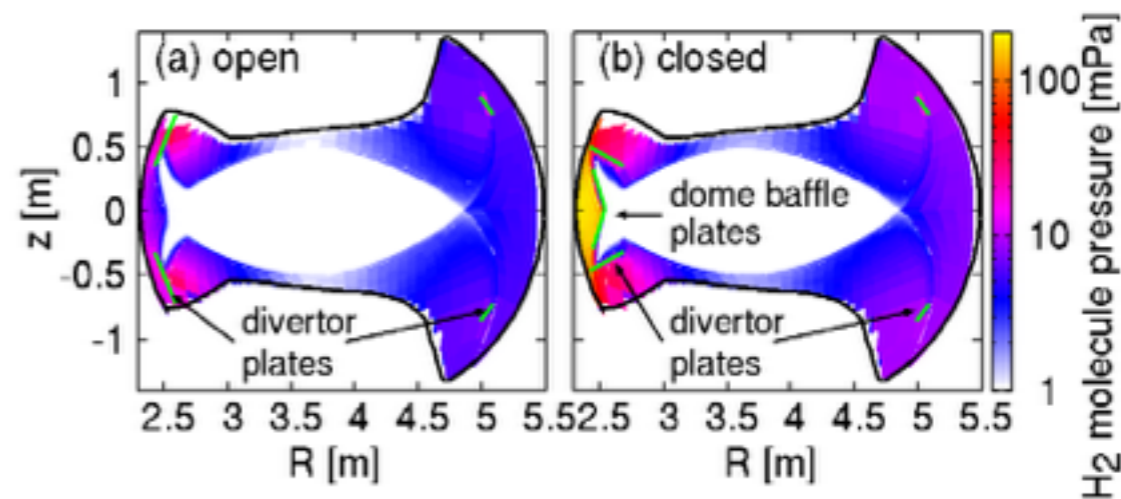 (a) open
(b) closed
1
0.5
0
-0.5
-1
z [m]
dome baffle
plates
divertor
plates
divertor
plates
2.5 3 3.5 4 4.5 5 5.5
2.5 3 3.5 4 4.5 5 5.5
R [m]
R [m]
100
10
1
H2 molecule pressure [mPa]